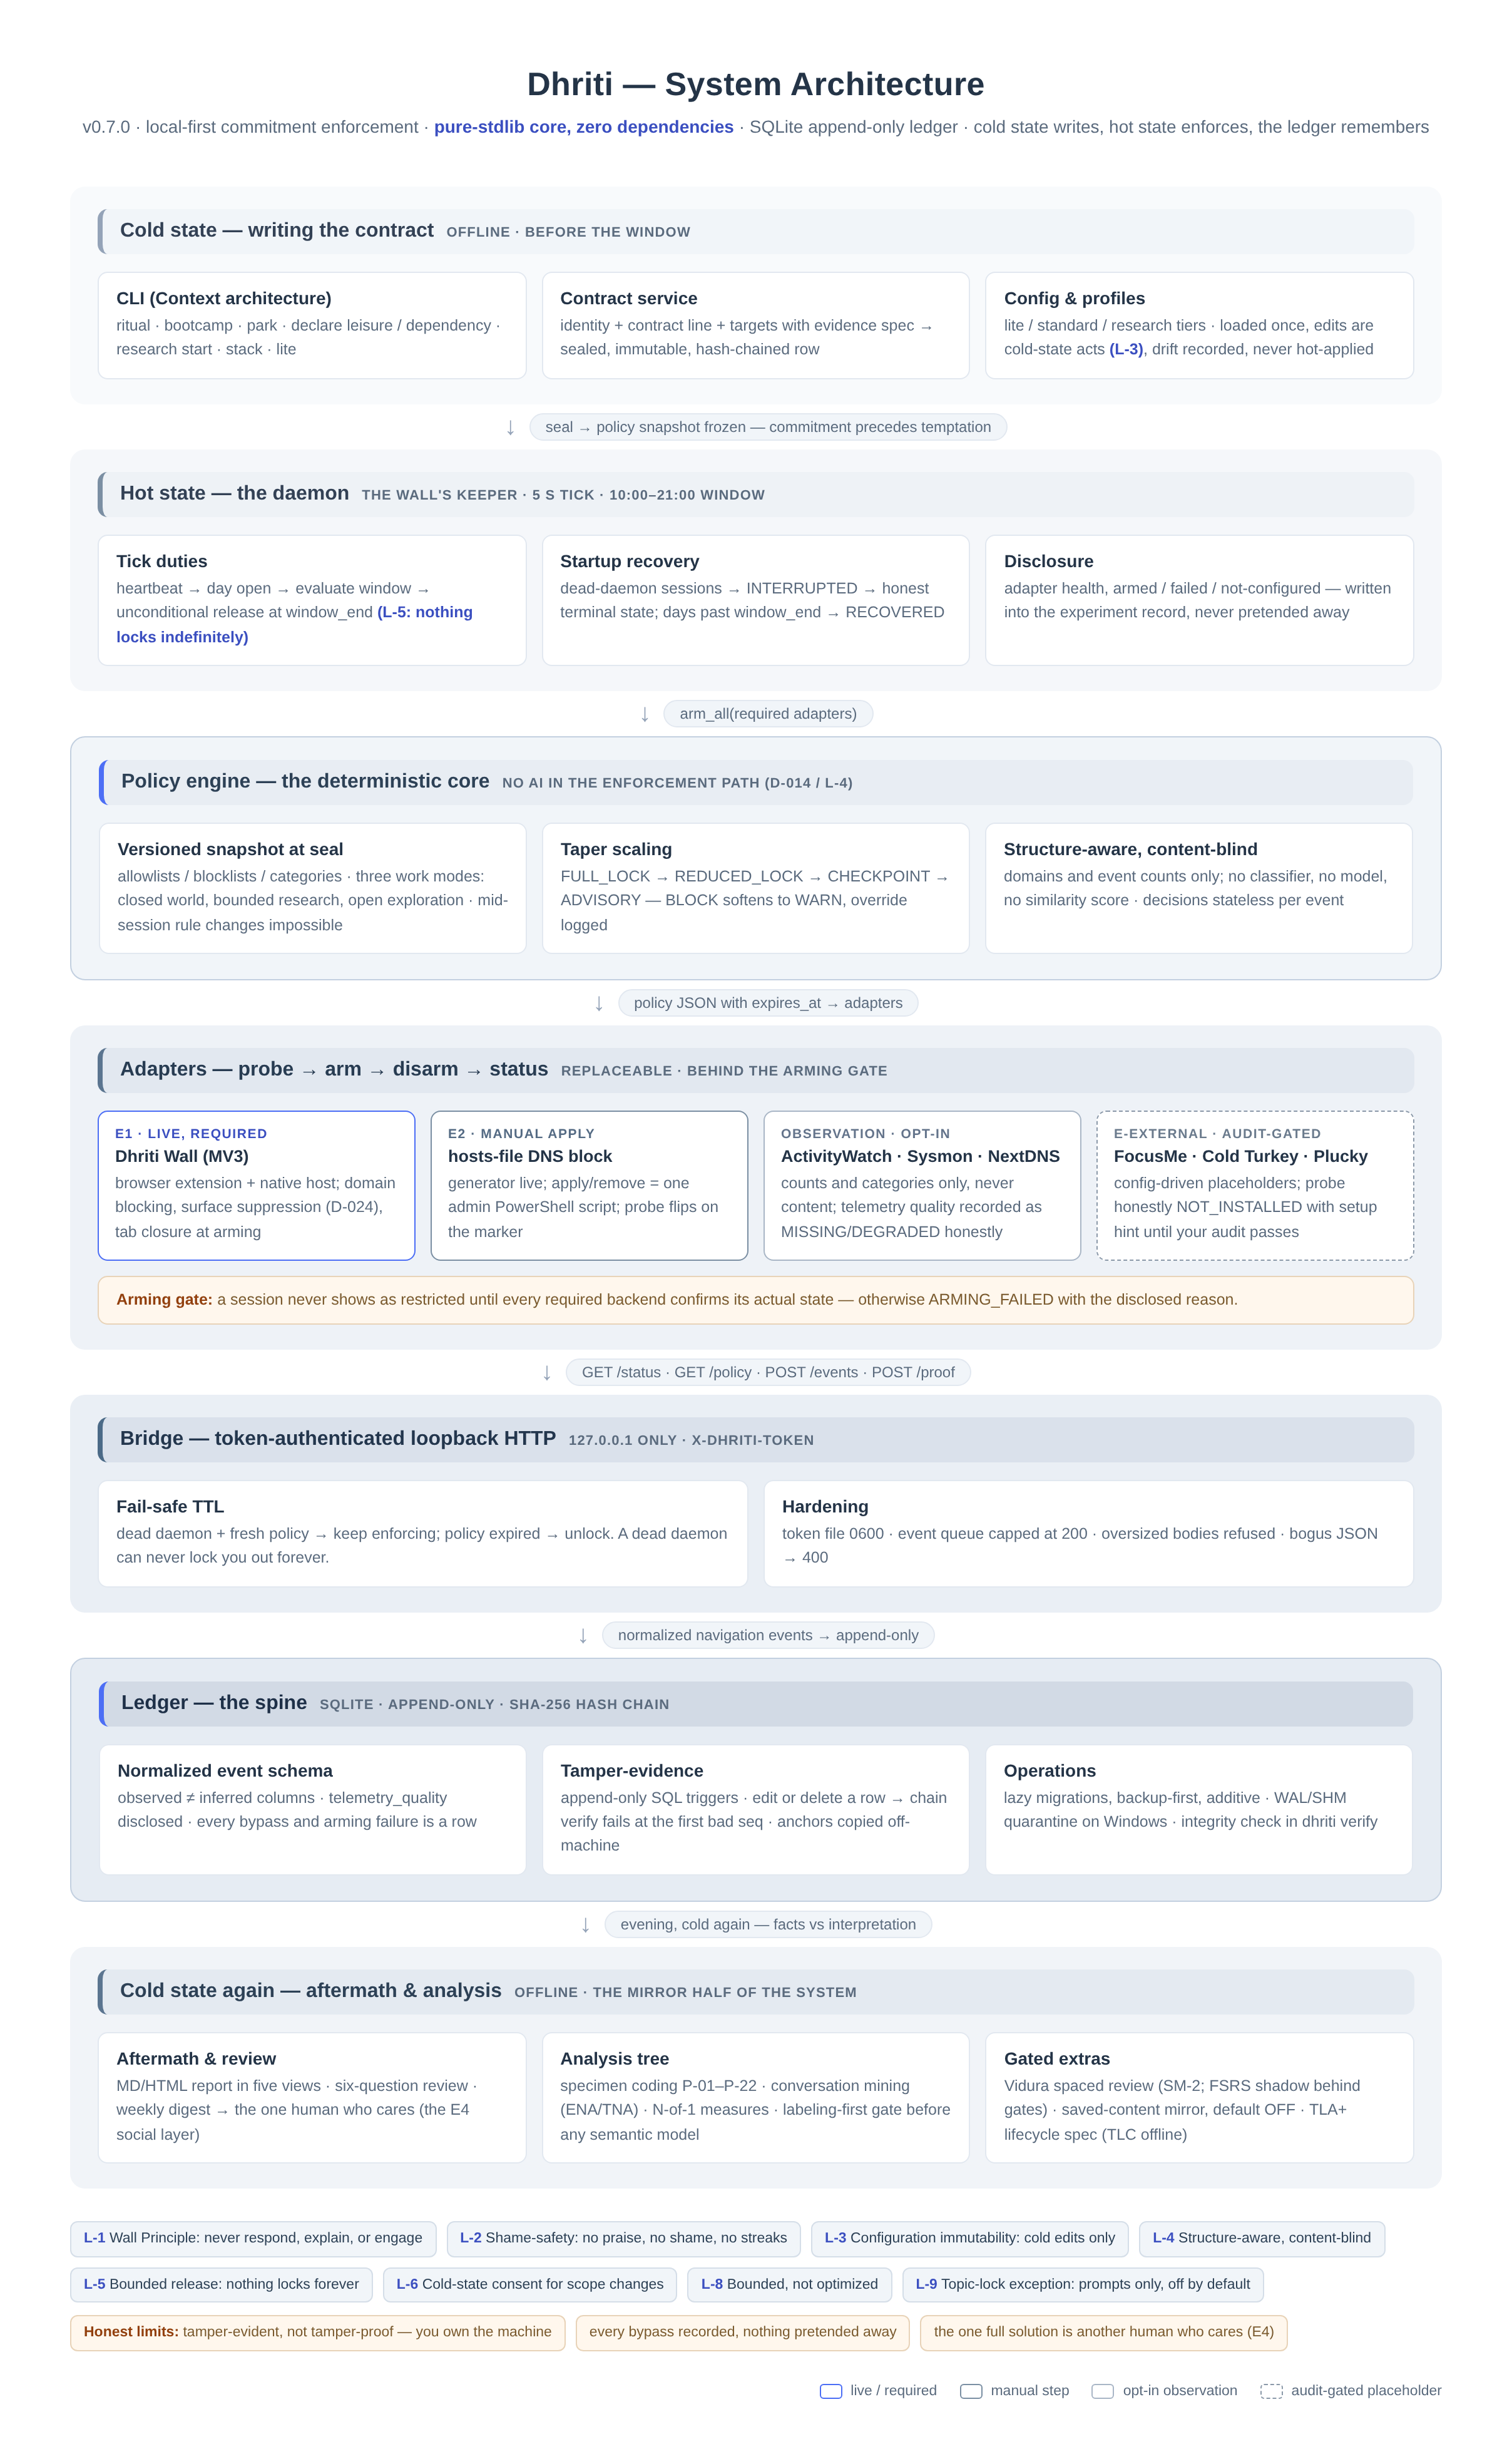 Dhriti — System Architecture
v0.7.0 · local-first commitment enforcement · pure-stdlib core, zero dependencies · SQLite append-only ledger · cold state writes, hot state enforces, the ledger remembers
Cold state — writing the contract OFFLINE · BEFORE THE WINDOW
CLI (Context architecture)
ritual · bootcamp · park · declare leisure / dependency ·
research start · stack · lite
Contract service
identity + contract line + targets with evidence spec →
sealed, immutable, hash-chained row
Config & profiles
lite / standard / research tiers · loaded once, edits are
cold-state acts (L-3), drift recorded, never hot-applied
↓ seal → policy snapshot frozen — commitment precedes temptation
Hot state — the daemon THE WALL'S KEEPER · 5 S TICK · 10:00–21:00 WINDOW
Tick duties
heartbeat → day open → evaluate window →
unconditional release at window_end (L-5: nothing
locks indefinitely)
Startup recovery
dead-daemon sessions → INTERRUPTED → honest
terminal state; days past window_end → RECOVERED
Disclosure
adapter health, armed / failed / not-configured — written
into the experiment record, never pretended away
↓ arm_all(required adapters)
Policy engine — the deterministic core NO AI IN THE ENFORCEMENT PATH (D-014 / L-4)
Versioned snapshot at seal
allowlists / blocklists / categories · three work modes:
closed world, bounded research, open exploration · mid-
session rule changes impossible
Taper scaling
FULL_LOCK → REDUCED_LOCK → CHECKPOINT →
ADVISORY — BLOCK softens to WARN, override
logged
Structure-aware, content-blind
domains and event counts only; no classifier, no model,
no similarity score · decisions stateless per event
↓ policy JSON with expires_at → adapters
Adapters — probe → arm → disarm → status REPLACEABLE · BEHIND THE ARMING GATE
E1 · LIVE, REQUIRED
Dhriti Wall (MV3)
browser extension + native host; domain
blocking, surface suppression (D-024),
tab closure at arming
E2 · MANUAL APPLY
hosts-file DNS block
generator live; apply/remove = one
admin PowerShell script; probe flips on
the marker
OBSERVATION · OPT-IN
ActivityWatch · Sysmon · NextDNS
counts and categories only, never
content; telemetry quality recorded as
MISSING/DEGRADED honestly
E-EXTERNAL · AUDIT-GATED
FocusMe · Cold Turkey · Plucky
config-driven placeholders; probe
honestly NOT_INSTALLED with setup
hint until your audit passes
Arming gate: a session never shows as restricted until every required backend confirms its actual state — otherwise ARMING_FAILED with the disclosed reason.
↓ GET /status · GET /policy · POST /events · POST /proof
Bridge — token-authenticated loopback HTTP 127.0.0.1 ONLY · X-DHRITI-TOKEN
Fail-safe TTL
dead daemon + fresh policy → keep enforcing; policy expired → unlock. A dead daemon
can never lock you out forever.
Hardening
token file 0600 · event queue capped at 200 · oversized bodies refused · bogus JSON
→ 400
↓ normalized navigation events → append-only
Ledger — the spine SQLITE · APPEND-ONLY · SHA-256 HASH CHAIN
Normalized event schema
observed ≠ inferred columns · telemetry_quality
disclosed · every bypass and arming failure is a row
Tamper-evidence
append-only SQL triggers · edit or delete a row → chain
verify fails at the first bad seq · anchors copied off-
machine
Operations
lazy migrations, backup-first, additive · WAL/SHM
quarantine on Windows · integrity check in dhriti verify
↓ evening, cold again — facts vs interpretation
Cold state again — aftermath & analysis OFFLINE · THE MIRROR HALF OF THE SYSTEM
Aftermath & review
MD/HTML report in five views · six-question review ·
weekly digest → the one human who cares (the E4
social layer)
Analysis tree
specimen coding P-01–P-22 · conversation mining
(ENA/TNA) · N-of-1 measures · labeling-first gate before
any semantic model
Gated extras
Vidura spaced review (SM-2; FSRS shadow behind
gates) · saved-content mirror, default OFF · TLA+
lifecycle spec (TLC offline)
L-1 Wall Principle: never respond, explain, or engage
L-2 Shame-safety: no praise, no shame, no streaks
L-3 Configuration immutability: cold edits only
L-4 Structure-aware, content-blind
L-5 Bounded release: nothing locks forever
L-6 Cold-state consent for scope changes
L-8 Bounded, not optimized
L-9 Topic-lock exception: prompts only, off by default
Honest limits: tamper-evident, not tamper-proof — you own the machine
every bypass recorded, nothing pretended away
the one full solution is another human who cares (E4)
live / required
manual step
opt-in observation
audit-gated placeholder